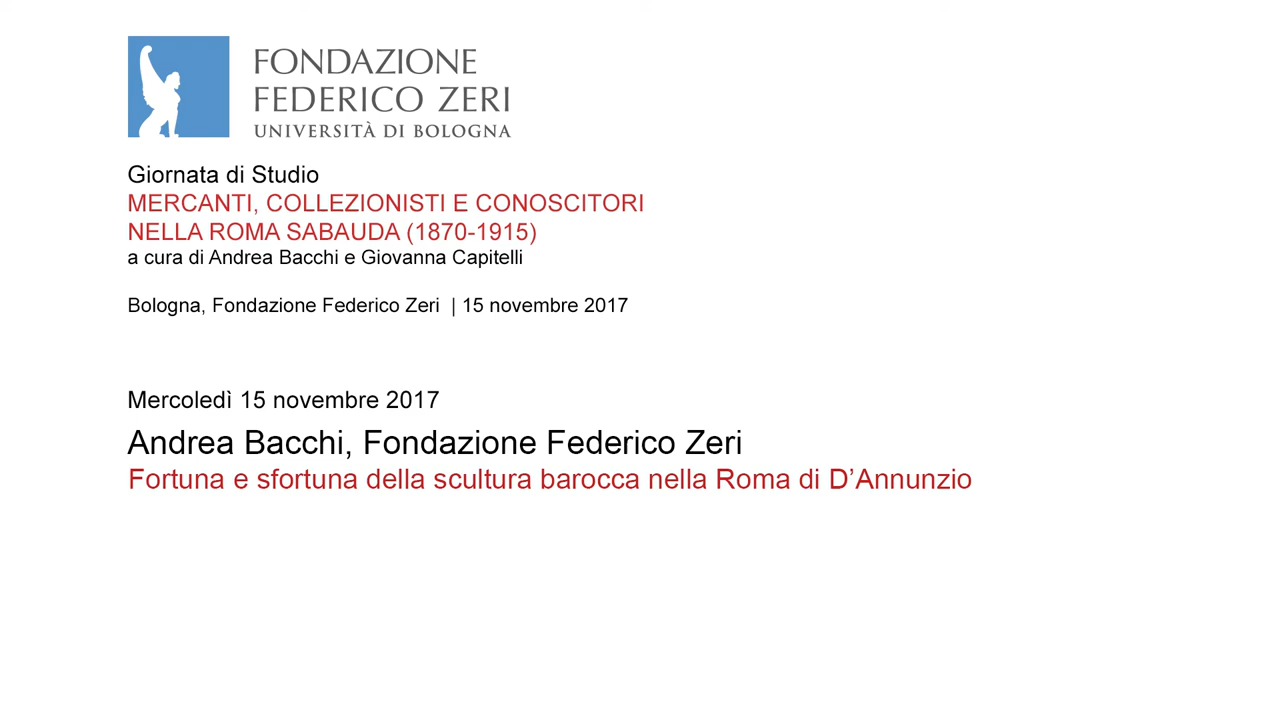 FONDAZIONE
FEDERICO ZERI
UNIVERSITÀ DI BOLOGNA
Giornata di Studio
MERCANTI, COLLEZIONISTI E CONOSCITORI
NELLA ROMA SABAUDA (1870-1915)
a cura di Andrea Bacchi e Giovanna Capitelli
Bologna, Fondazione Federico Zeri | 15 novembre 2017
Mercoledì 15 novembre 2017
Andrea Bacchi, Fondazione Federico Zeri
Fortuna e sfortuna della scultura barocca nella Roma di D’Annunzio